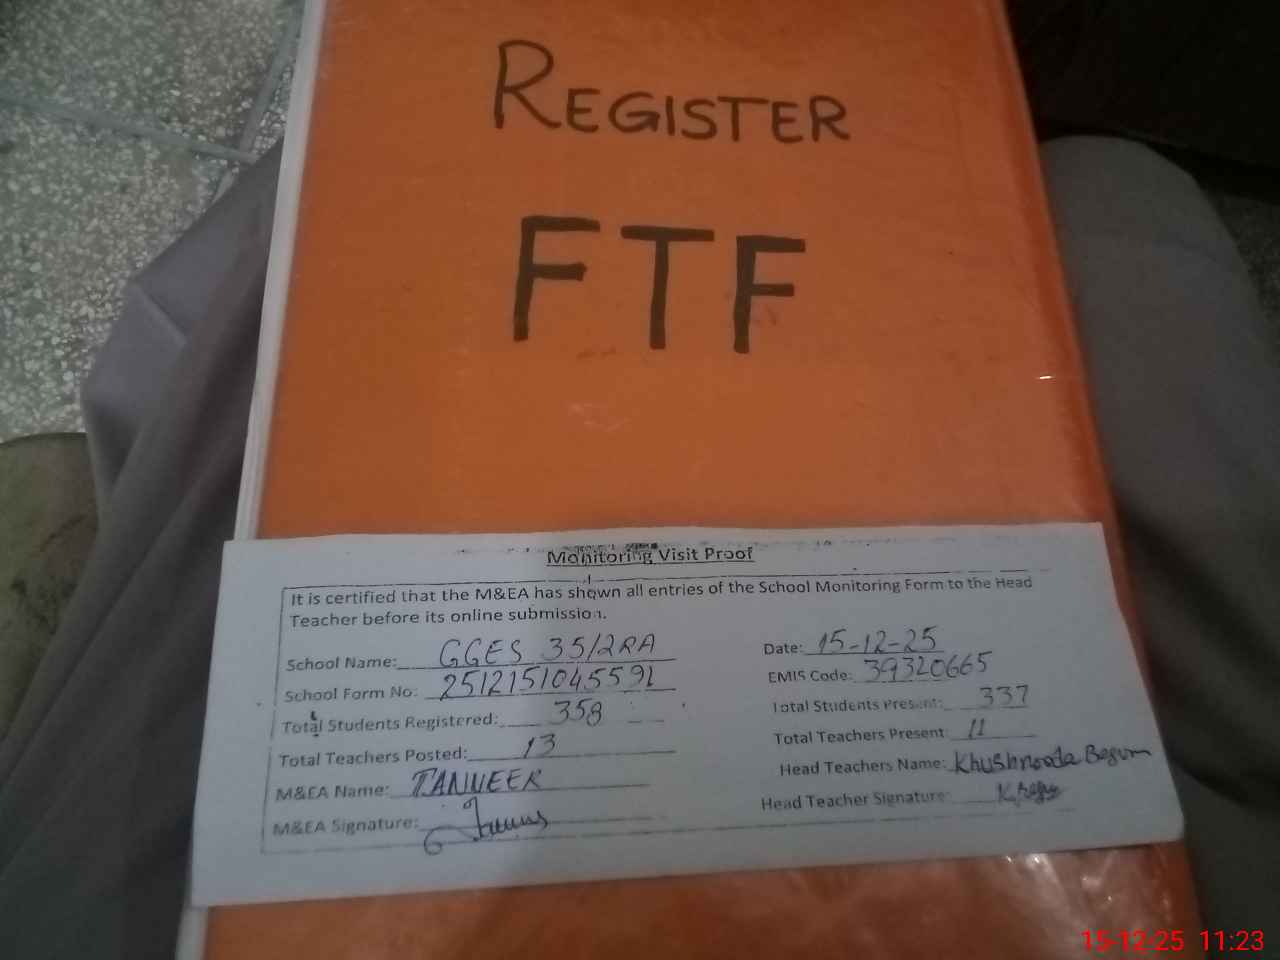 REGISTER
FTF
Monitoring Visit Proof
It is certified that the M&EA has shown all entries of the School Monitoring Form to the Head
Teacher before its online submission.
School Name: GGES 35/2RA
Date: 15-12-25
School Form No: 2512151045591
EMIS Code: 39320665
Total Students Registered: 358
Total Students Present: 337
Total Teachers Posted: 13
Total Teachers Present: 11
M&EA Name: TANVEER
Head Teachers Name: Khushnooda Begum
M&EA Signature:
Head Teacher Signature:
15-12-25 11:23